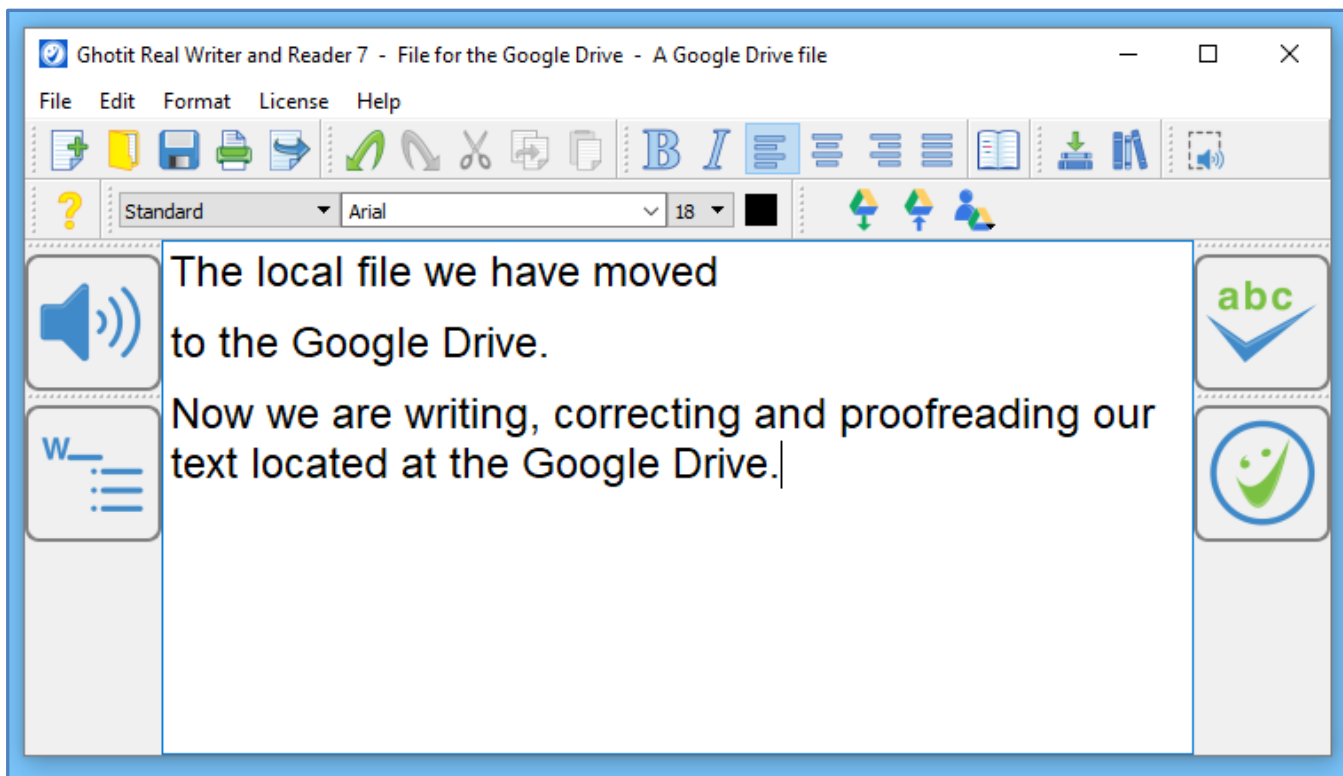 Ghotit Real Writer and Reader 7 - File for the Google Drive - A Google Drive file
File Edit Format License Help
B I
? Standard Arial 18
The local file we have moved
to the Google Drive.
Now we are writing, correcting and proofreading our
text located at the Google Drive.
abc
W